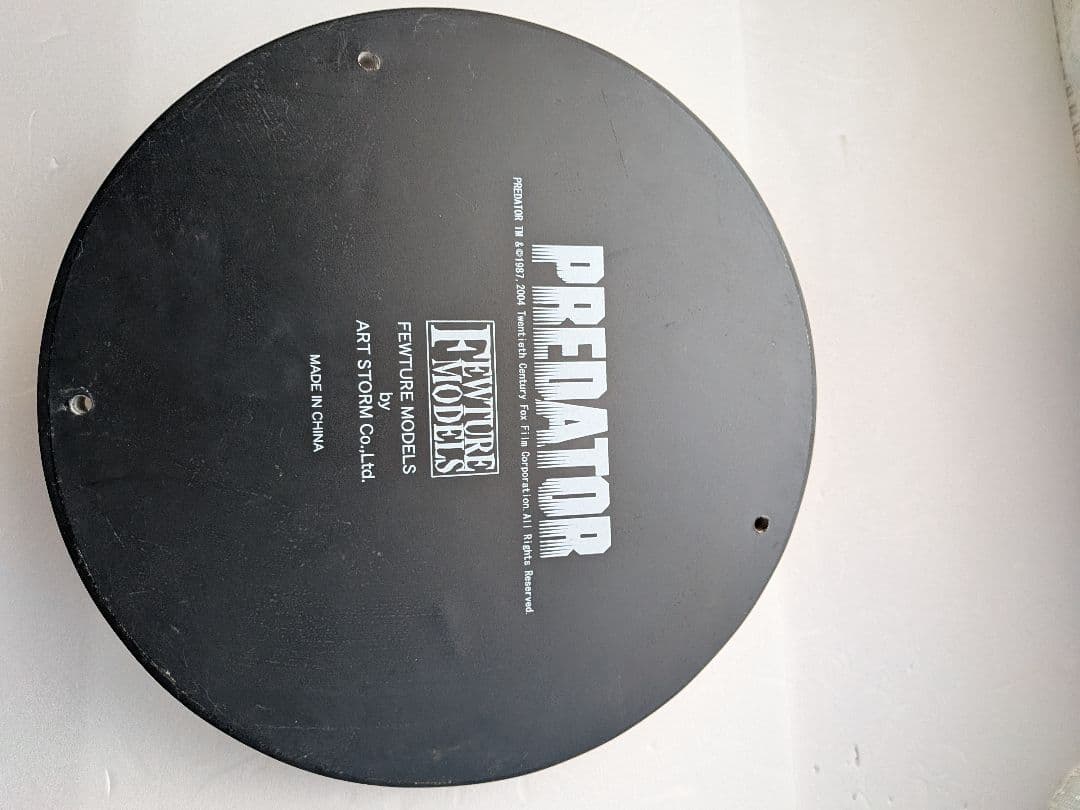 PREDATOR
PREDATOR TM &©1987, 2004 Twentieth Century Fox Film Corporation. All Rights Reserved.
FEWTURE
MODELS
FEWTURE MODELS
by
ART STORM Co.,Ltd.
MADE IN CHINA